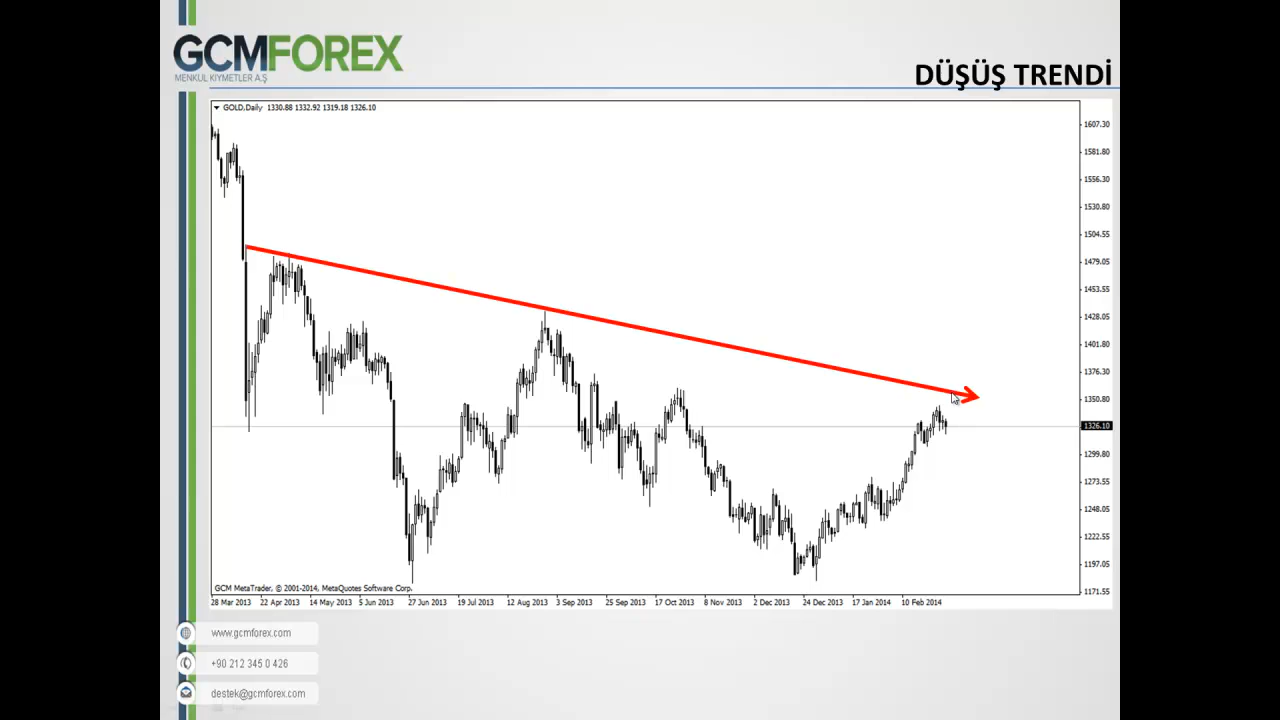 GCMFOREX
MENKUL KIYMETLER A.Ş
DÜŞÜŞ TRENDİ
GOLD,Daily 1330.88 1332.92 1319.18 1326.10
1607.30
1581.80
1556.30
1530.80
1504.55
1479.05
1453.55
1428.05
1401.80
1376.30
1350.80
1326.10
1299.80
1273.55
1248.05
1222.55
1197.05
1171.55
GCM MetaTrader, © 2001-2014, MetaQuotes Software Corp.
28 Mar 2013 22 Apr 2013 14 May 2013 5 Jun 2013 27 Jun 2013 19 Jul 2013 12 Aug 2013 3 Sep 2013 25 Sep 2013 17 Oct 2013 8 Nov 2013 2 Dec 2013 24 Dec 2013 17 Jan 2014 10 Feb 2014
www.gcmforex.com
+90 212 345 0 426
destek@gcmforex.com